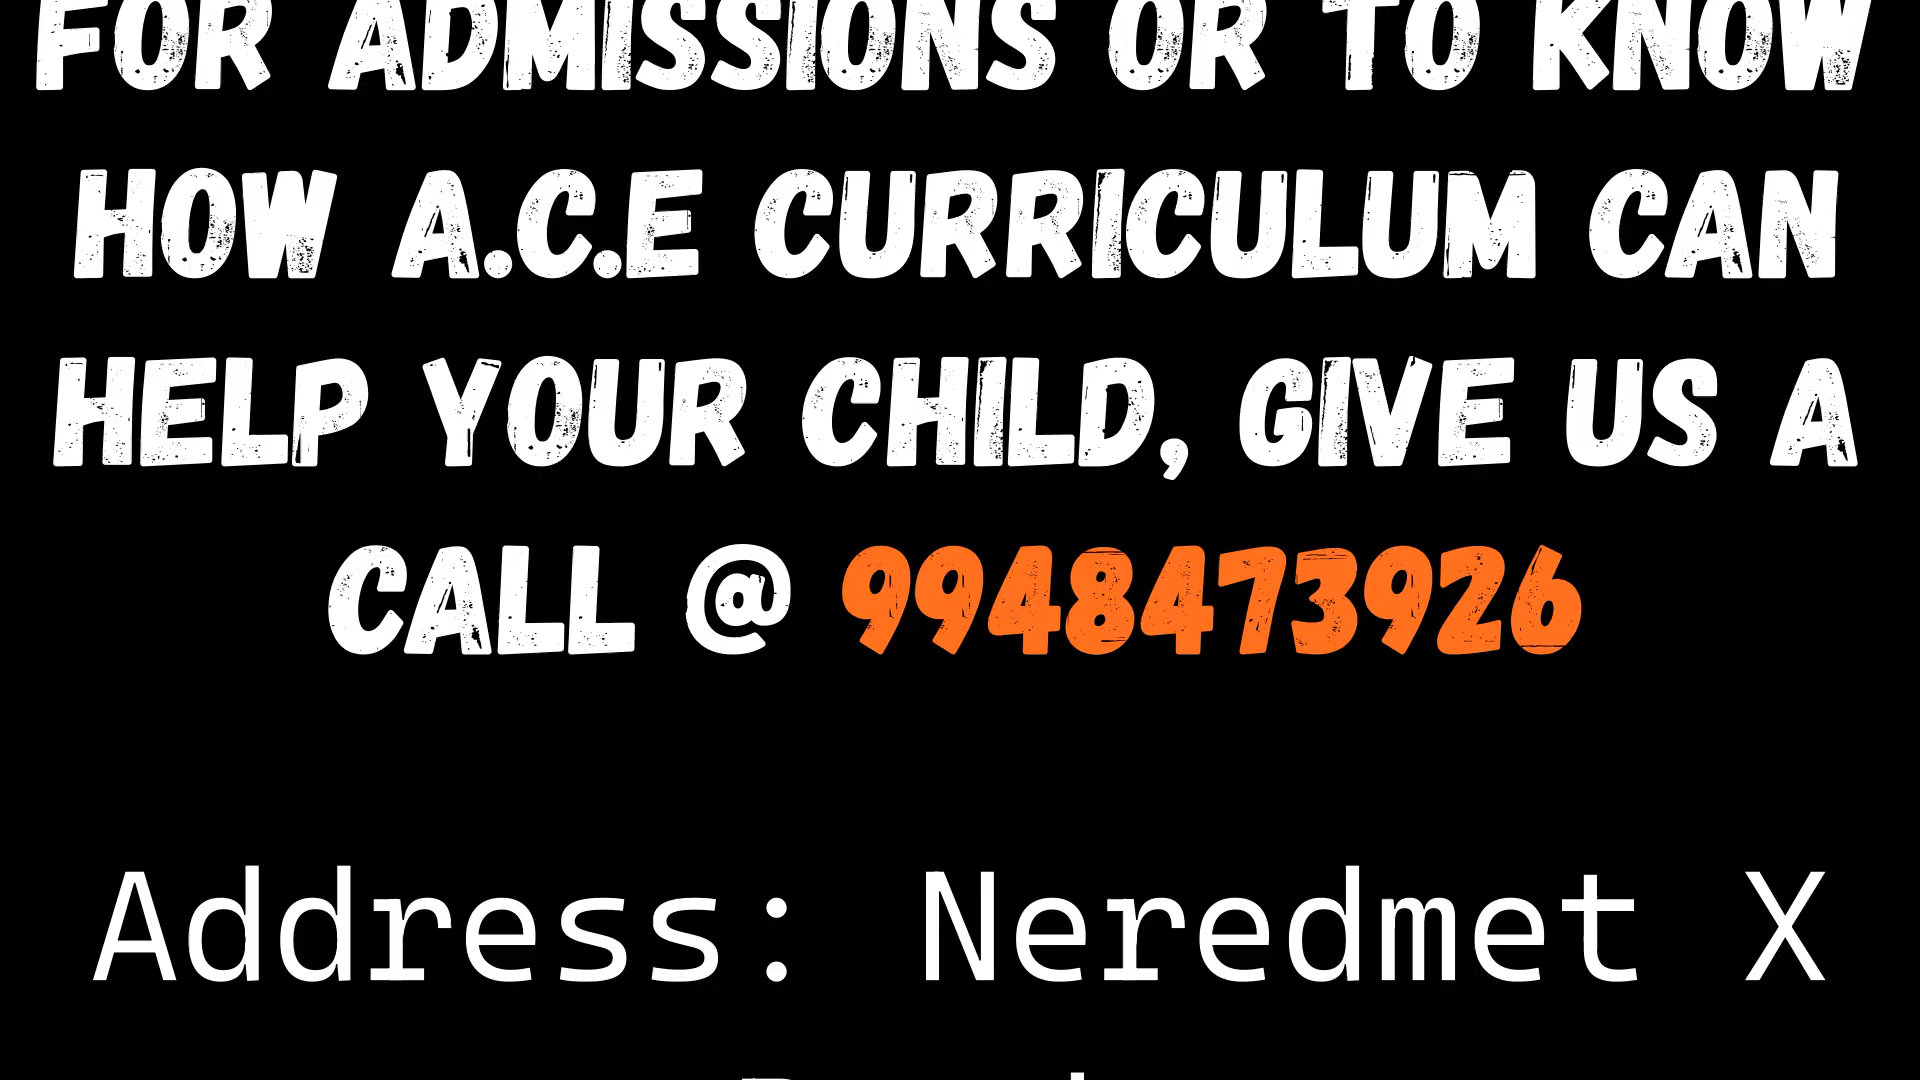 FOR ADMISSIONS OR TO KNOW
HOW A.C.E CURRICULUM CAN
HELP YOUR CHILD, GIVE US A
CALL @ 9948473926
Address: Neredmet X